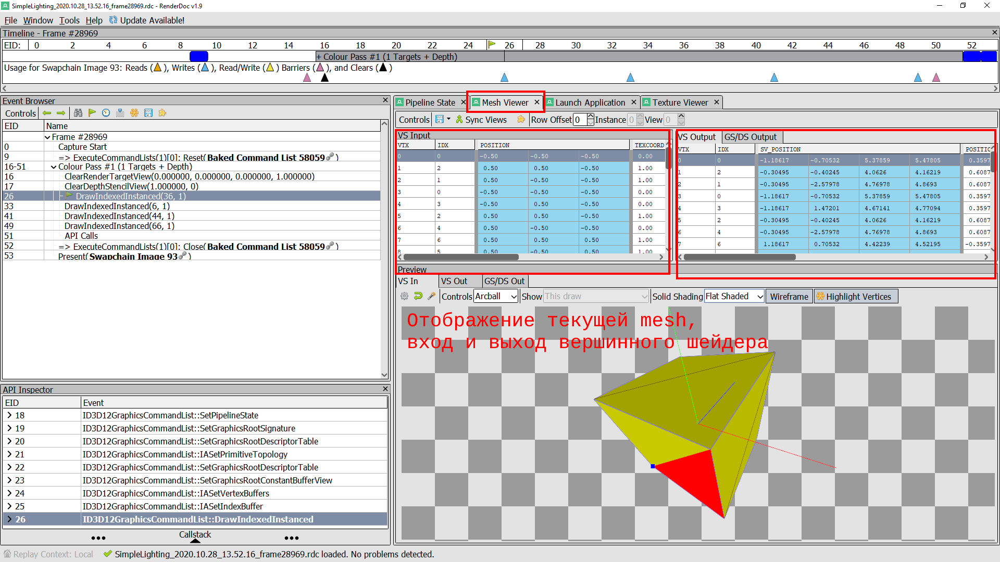 SimpleLighting_2020.10.28_13.52.16_frame28969.rdc - RenderDoc v1.9
File Window Tools Help Update Available!
Timeline - Frame #28969
EID: 0 2 4 6 8 10 12 14 16 18 20 22 24 26 28 30 32 34 36 38 40 42 44 46 48 50 52
+ Colour Pass #1 (1 Targets + Depth)
Usage for Swapchain Image 93: Reads ( ), Writes ( ), Read/Write ( ) Barriers ( ), and Clears ( )
Event Browser
Controls
EID Name
Frame #28969
0 Capture Start
9 => ExecuteCommandLists(1)[0]: Reset(Baked Command List 58059 )
16-51 Colour Pass #1 (1 Targets + Depth)
16 ClearRenderTargetView(0.000000, 0.000000, 0.000000, 1.000000)
17 ClearDepthStencilView(1.000000, 0)
26 DrawIndexedInstanced(36, 1)
33 DrawIndexedInstanced(6, 1)
41 DrawIndexedInstanced(44, 1)
49 DrawIndexedInstanced(66, 1)
51 API Calls
52 => ExecuteCommandLists(1)[0]: Close(Baked Command List 58059 )
53 Present(Swapchain Image 93 )
API Inspector
EID Event
18 ID3D12GraphicsCommandList::SetPipelineState
19 ID3D12GraphicsCommandList::SetGraphicsRootSignature
20 ID3D12GraphicsCommandList::SetGraphicsRootDescriptorTable
21 ID3D12GraphicsCommandList::IASetPrimitiveTopology
22 ID3D12GraphicsCommandList::SetGraphicsRootDescriptorTable
23 ID3D12GraphicsCommandList::SetGraphicsRootConstantBufferView
24 ID3D12GraphicsCommandList::IASetVertexBuffers
25 ID3D12GraphicsCommandList::IASetIndexBuffer
26 ID3D12GraphicsCommandList::DrawIndexedInstanced
Callstack
Pipeline State Mesh Viewer Launch Application Texture Viewer
Controls Sync Views Row Offset 0 Instance 0 View 0
VS Input
VTX IDX POSITION TEXCOORD
0 0 -0.50 -0.50 -0.50 0.00
1 2 0.50 0.50 -0.50 1.00
2 1 0.50 -0.50 -0.50 1.00
3 0 -0.50 -0.50 -0.50 0.00
4 3 -0.50 0.50 -0.50 0.00
5 2 0.50 0.50 -0.50 1.00
6 4 0.50 -0.50 -0.50 0.00
7 6 0.50 0.50 0.50 1.00
8 5 0.50 -0.50 0.50 1.00
VS Output GS/DS Output
VTX IDX SV_POSITION POSITIC
0 0 -1.18617 -0.70532 5.37859 5.47805 0.3597
1 2 -0.30495 -0.40245 4.0626 4.16219 0.6087
2 1 -0.30495 -2.57978 4.76978 4.8693 0.6087
3 0 -1.18617 -0.70532 5.37859 5.47805 0.3597
4 3 -1.18617 1.47201 4.67141 4.77094 0.3597
5 2 -0.30495 -0.40245 4.0626 4.16219 0.6087
6 4 -0.30495 -2.57978 4.76978 4.8693 0.6087
7 6 1.18617 0.70532 4.42239 4.52195 -0.3597
Preview
VS In VS Out GS/DS Out
Controls Arcball Show This draw Solid Shading Flat Shaded Wireframe Highlight Vertices
Отображение текущей mesh,
вход и выход вершинного шейдера
Replay Context: Local SimpleLighting_2020.10.28_13.52.16_frame28969.rdc loaded. No problems detected.